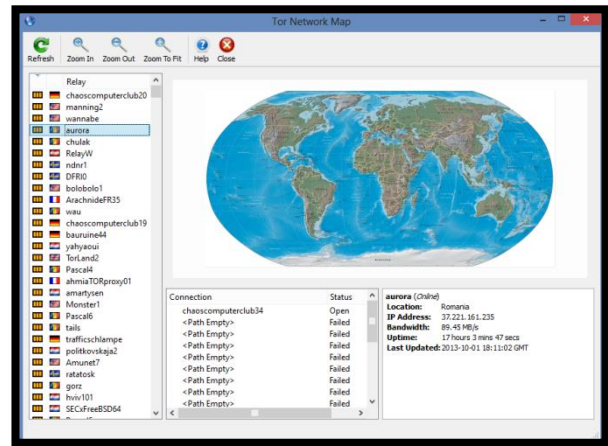 Tor Network Map
Refresh Zoom In Zoom Out Zoom To Fit Help Close
Relay
chaoscomputerclub20
manning2
wannabe
aurora
chulak
RelayW
ndnr1
DFRI0
bolobolo1
ArachnideFR35
wau
chaoscomputerclub19
bauruine44
yahyaoui
TorLand2
Pascal4
ahmiaTORproxy01
amartysen
Monster1
Pascal6
tails
trafficschlampe
politkovskaja2
Amunet7
ratatosk
gorz
hviv101
SECxFreeBSD64
Connection Status
chaoscomputerclub34 Open
<Path Empty> Failed
<Path Empty> Failed
<Path Empty> Failed
<Path Empty> Failed
<Path Empty> Failed
<Path Empty> Failed
<Path Empty> Failed
<Path Empty> Failed
aurora (Online)
Location: Romania
IP Address: 37.221.161.235
Bandwidth: 89.45 MB/s
Uptime: 17 hours 3 mins 47 secs
Last Updated: 2013-10-01 18:11:02 GMT